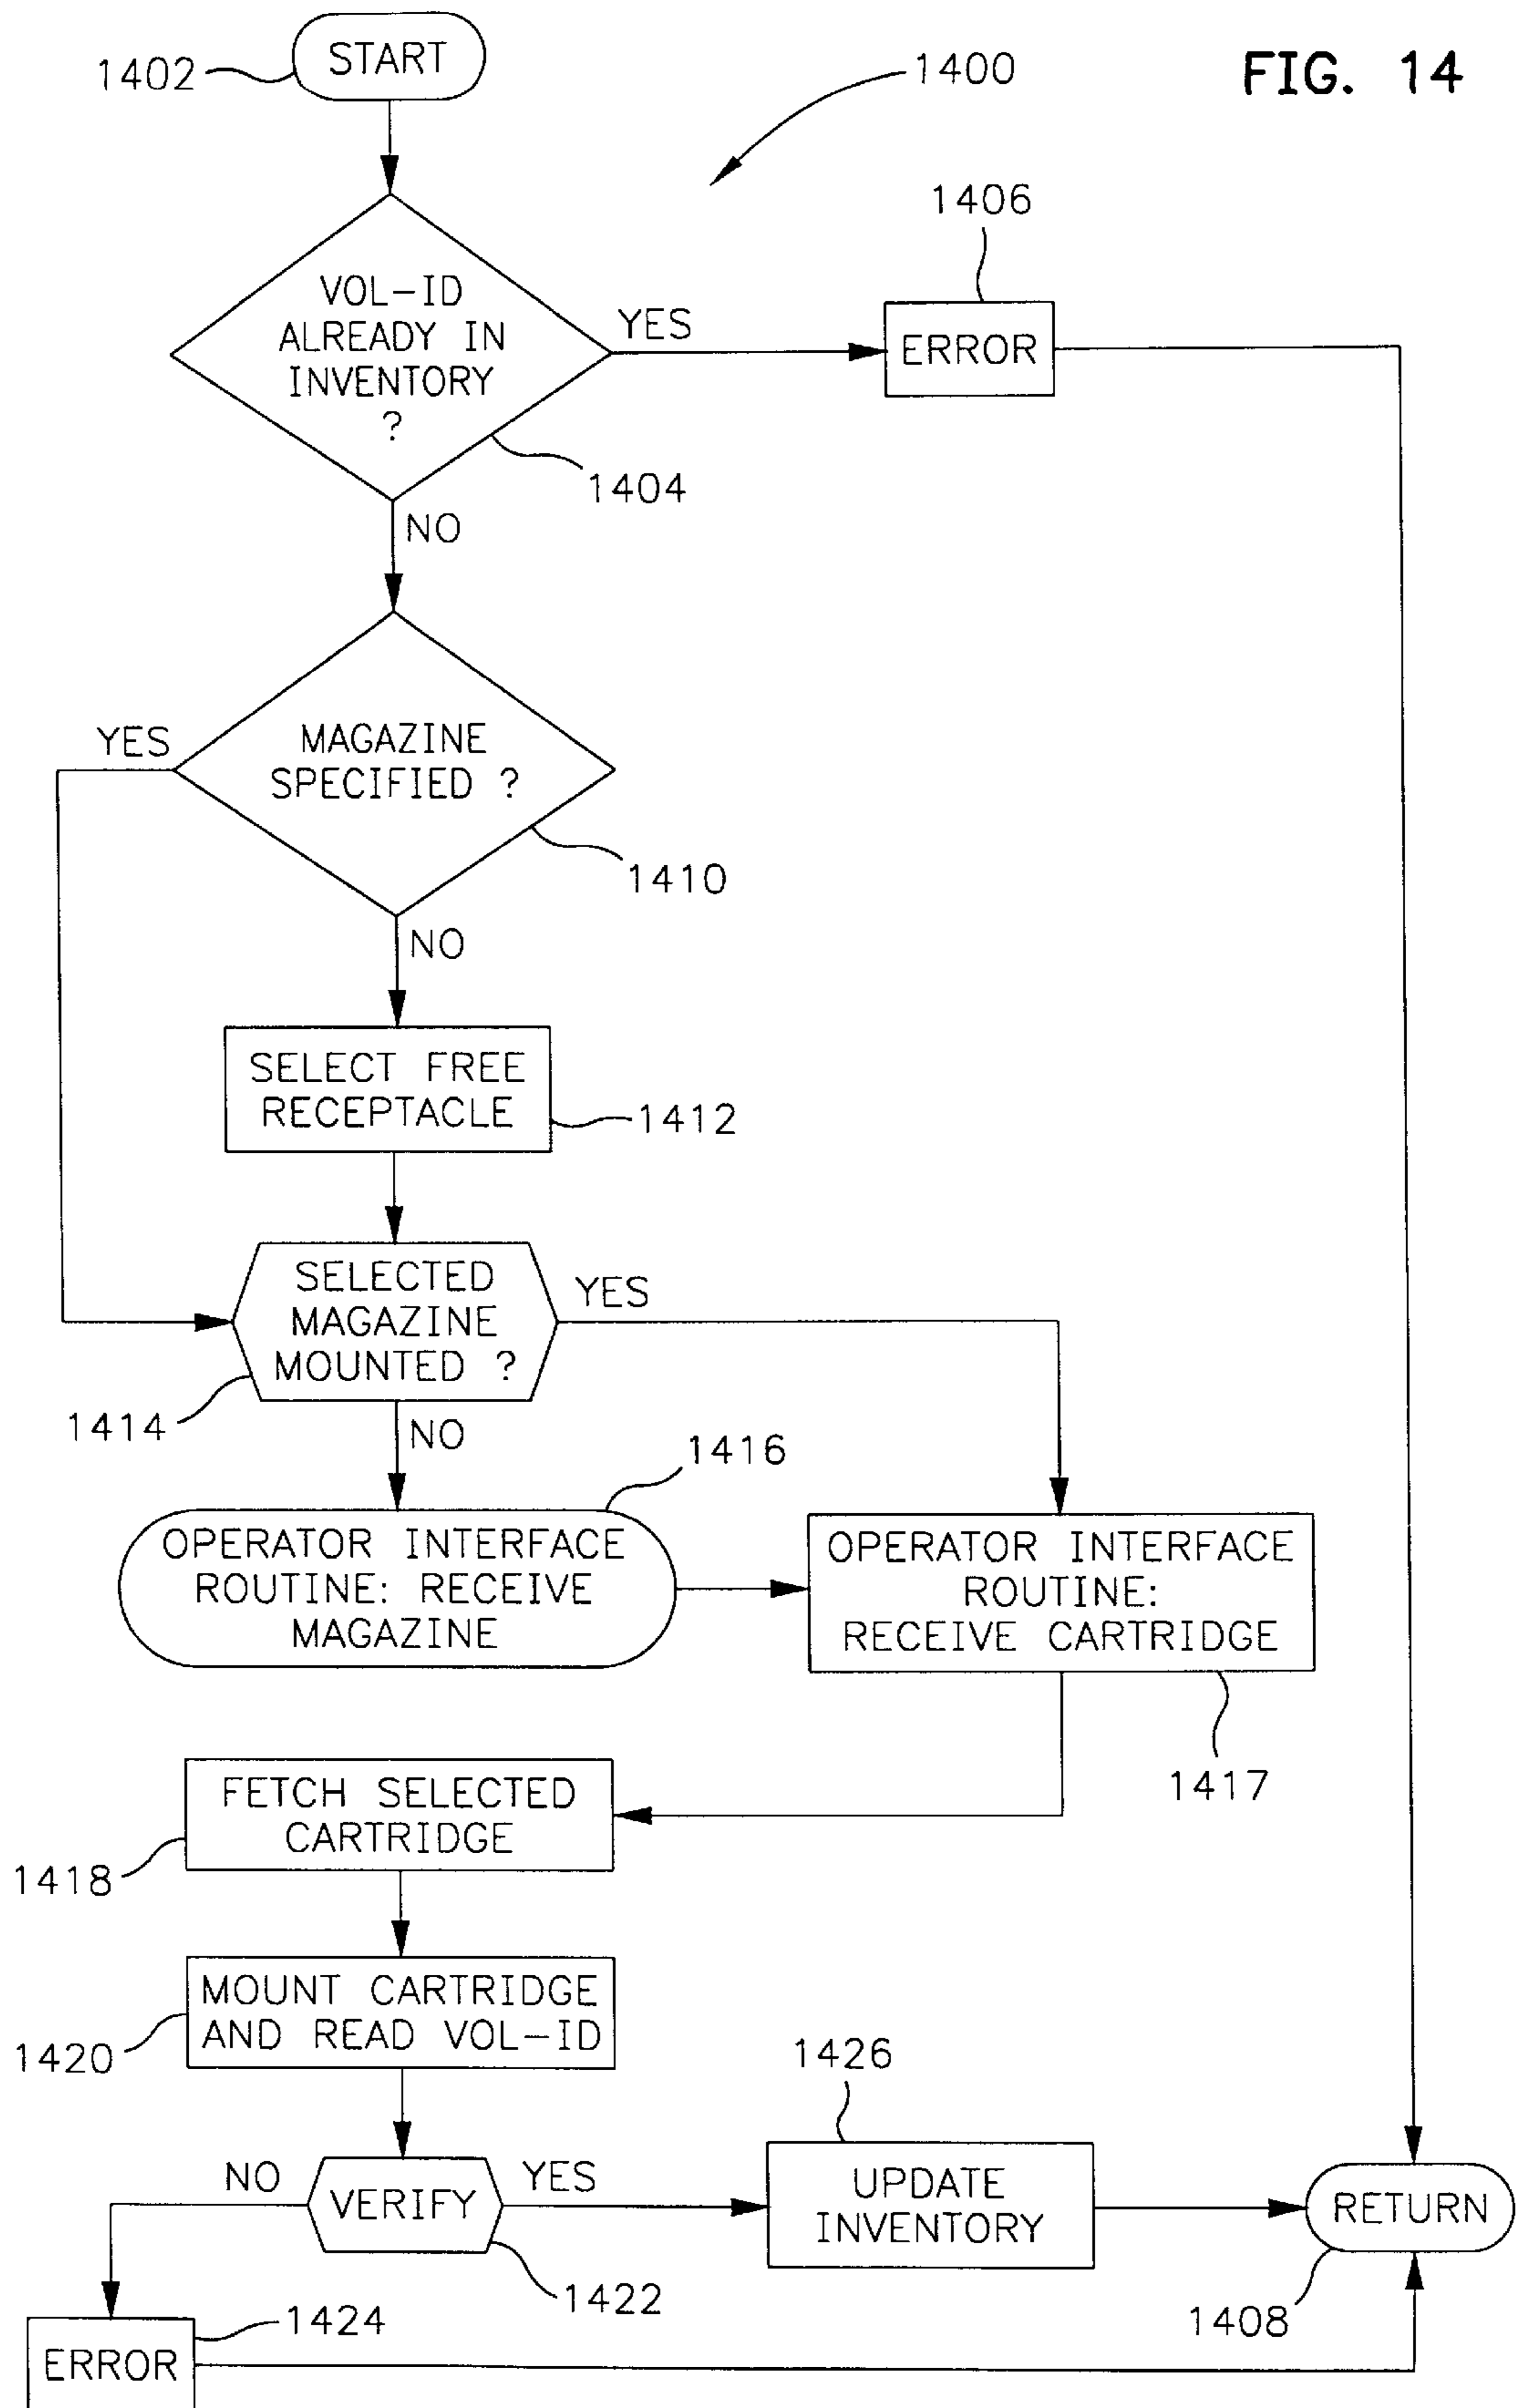 START
1402
1400
FIG. 14
1406
VOL-ID
ALREADY IN
INVENTORY
?
YES
ERROR
1404
NO
YES
MAGAZINE
SPECIFIED ?
1410
NO
SELECT FREE
RECEPTACLE
1412
SELECTED
MAGAZINE
MOUNTED ?
YES
1414
NO
1416
OPERATOR INTERFACE
ROUTINE: RECEIVE
MAGAZINE
OPERATOR INTERFACE
ROUTINE:
RECEIVE CARTRIDGE
1417
FETCH SELECTED
CARTRIDGE
1418
MOUNT CARTRIDGE
AND READ VOL-ID
1420
1426
NO
VERIFY
YES
UPDATE
INVENTORY
RETURN
1422
1408
1424
ERROR